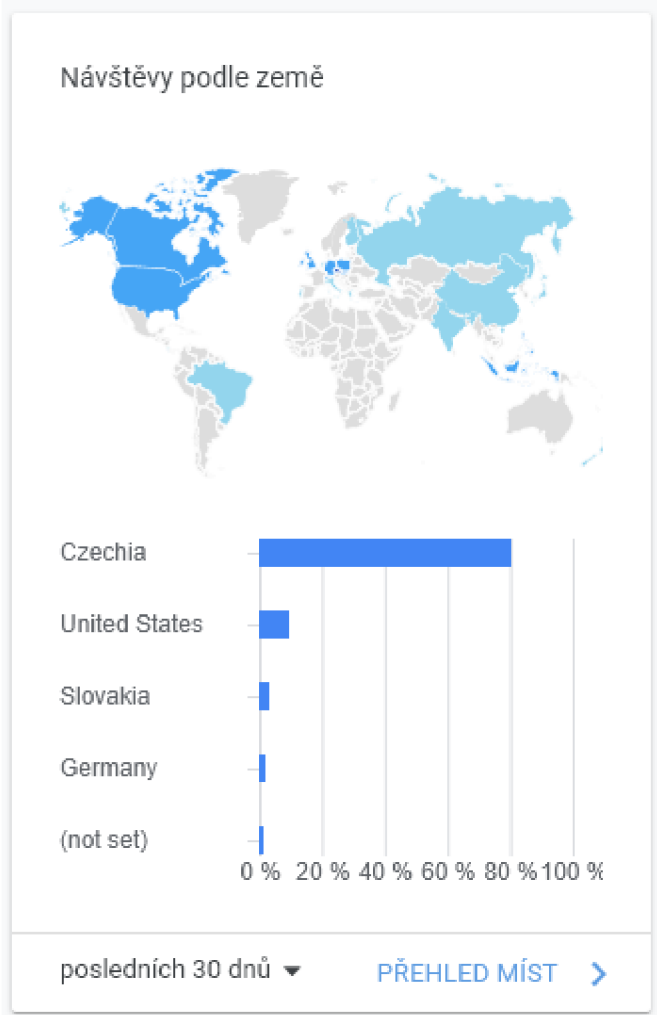 Návštěvy podle země
Czechia
United States
Slovakia
Germany
(not set)
0 % 20 % 40 % 60 % 80 % 100 %
posledních 30 dnů
PŘEHLED MÍST